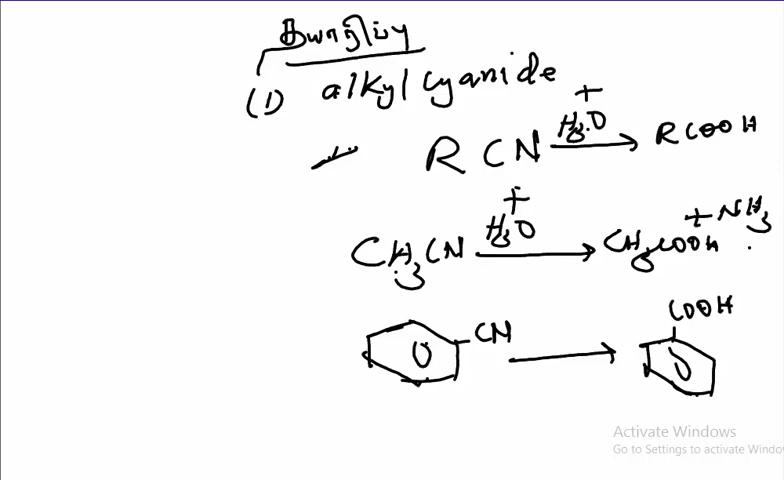 (1) alkyl cyanide
R CN H3O+ → RCOOH
CH3CN H3O+ → CH3COOH + NH3
CN → COOH
Activate Windows
Go to Settings to activate Windo